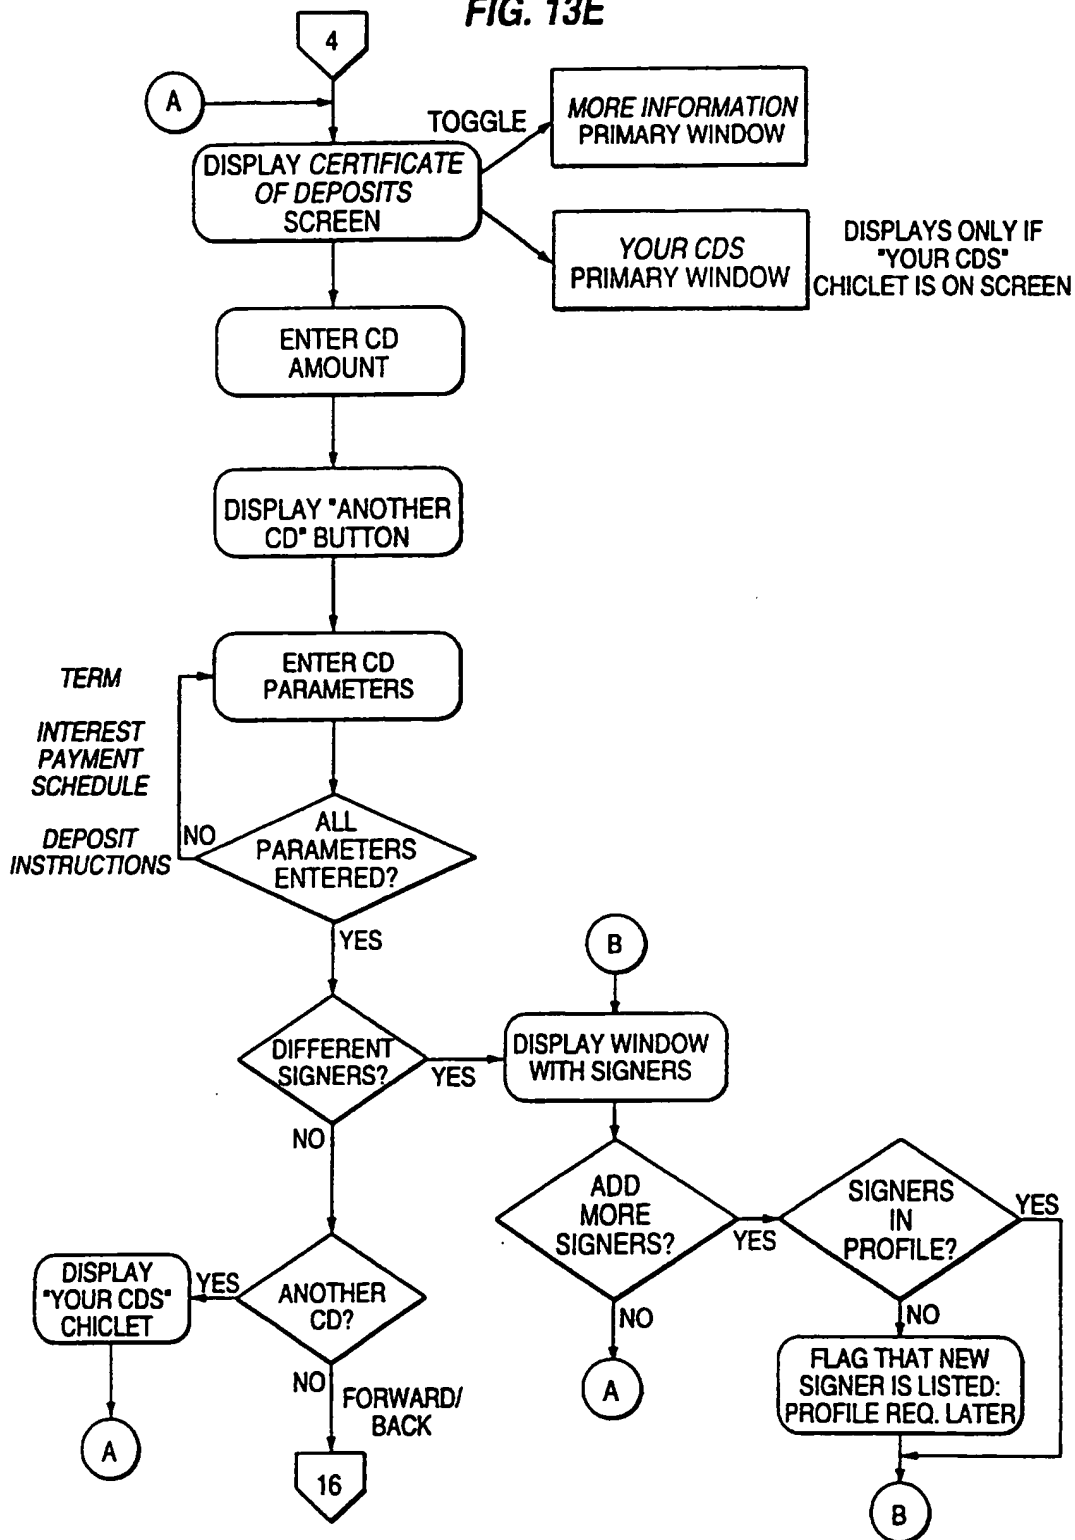 FIG. 13E
4
A
TOGGLE
MORE INFORMATION
PRIMARY WINDOW
DISPLAY CERTIFICATE
OF DEPOSITS
SCREEN
YOUR CDS
PRIMARY WINDOW
DISPLAYS ONLY IF
"YOUR CDS"
CHICLET IS ON SCREEN
ENTER CD
AMOUNT
DISPLAY "ANOTHER
CD" BUTTON
ENTER CD
PARAMETERS
TERM
INTEREST
PAYMENT
SCHEDULE
DEPOSIT
INSTRUCTIONS
NO
ALL
PARAMETERS
ENTERED?
YES
B
DIFFERENT
SIGNERS?
YES
DISPLAY WINDOW
WITH SIGNERS
NO
ADD
MORE
SIGNERS?
YES
SIGNERS
IN
PROFILE?
YES
DISPLAY
"YOUR CDS"
CHICLET
YES
ANOTHER
CD?
NO
NO
FLAG THAT NEW
SIGNER IS LISTED:
PROFILE REQ. LATER
NO
FORWARD/
BACK
A
A
16
B